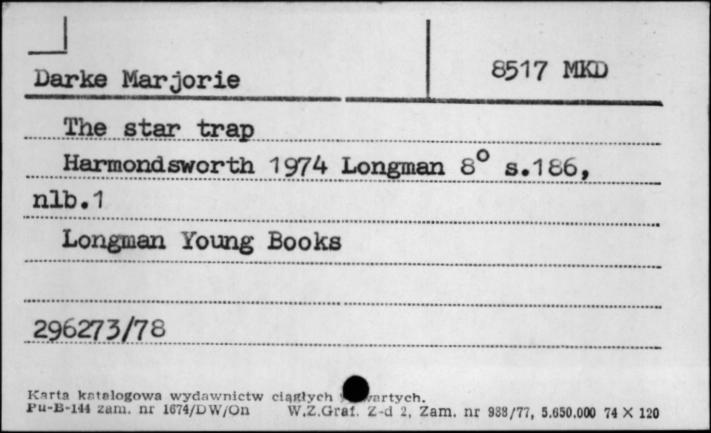 Darke Marjorie
8517 MKD
The star trap
Harmondsworth 1974 Longman 8° s.186,
nlb.1
Longman Young Books
296273/78
Karta katalogowa wydawnictw ciągłych
Pu-B-144 zam. nr 1674/DW/On W.Z.Graf. Z-d 2, Zam. nr 988/77, 5.650.000 74 X 120